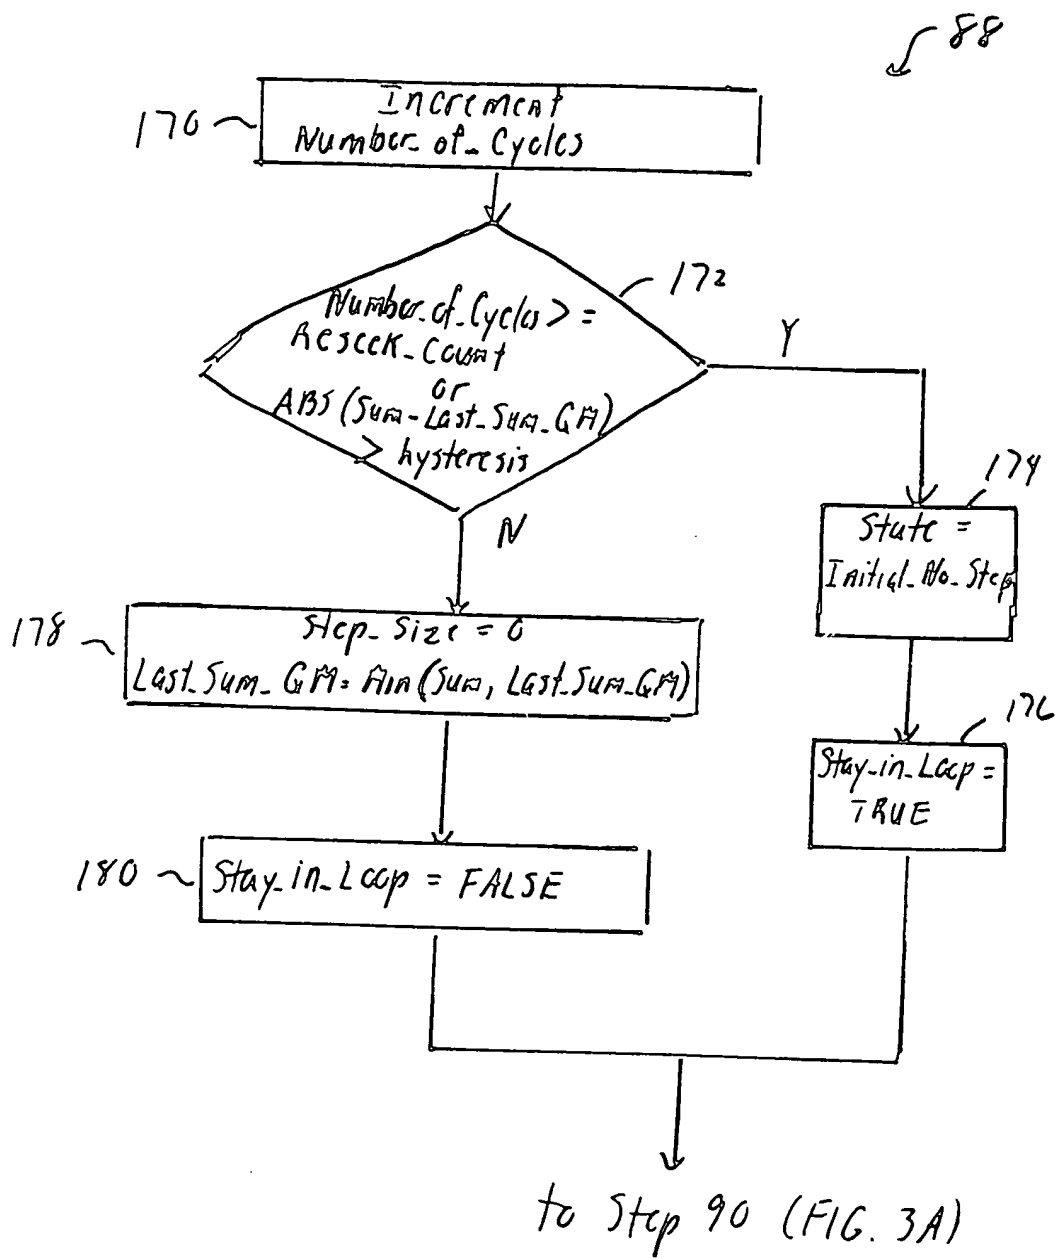 88
170
Increment
Number_of_Cycles
172
Number_of_Cycles >=
Reseek_Count
or
ABS (Sum-Last_Sum_GM)
> hysteresis
Y
N
174
State =
Initial_No_Step
176
Stay_in_Loop =
TRUE
178
Step_Size = 0
Last_Sum_GM = Min (Sum, Last_Sum_GM)
180
Stay_in_Loop = FALSE
to Step 90 (FIG. 3A)